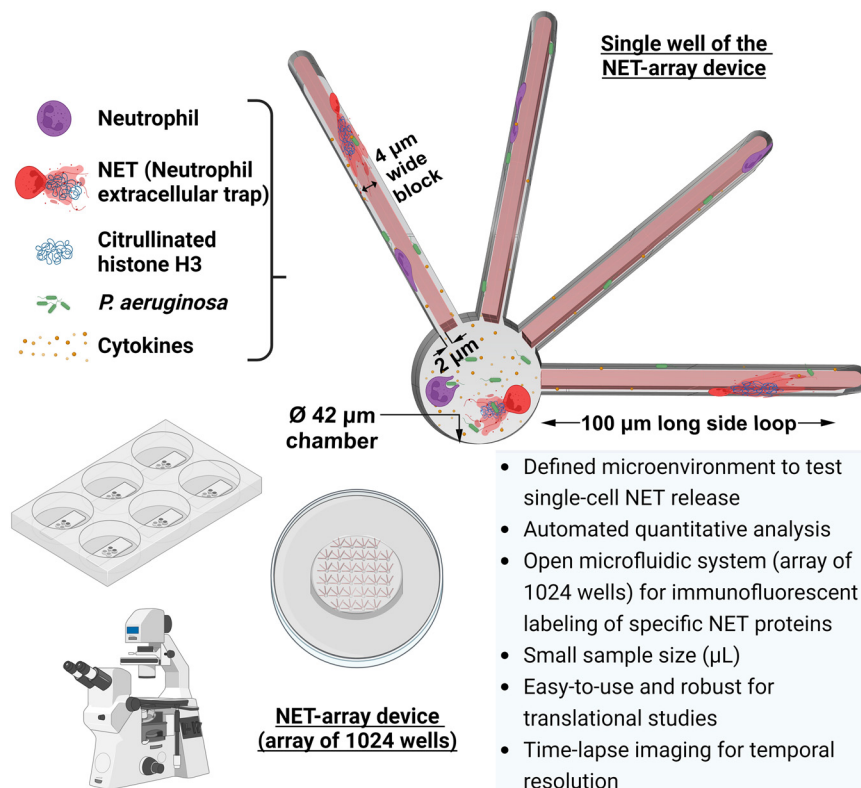 Single well of the
NET-array device
Neutrophil
NET (Neutrophil
extracellular trap)
Citrullinated
histone H3
P. aeruginosa
Cytokines
4 µm
wide
block
2 µm
Ø 42 µm
chamber
100 µm long side loop
NET-array device
(array of 1024 wells)
• Defined microenvironment to test
single-cell NET release
• Automated quantitative analysis
• Open microfluidic system (array of
1024 wells) for immunofluorescent
labeling of specific NET proteins
• Small sample size (µL)
• Easy-to-use and robust for
translational studies
• Time-lapse imaging for temporal
resolution